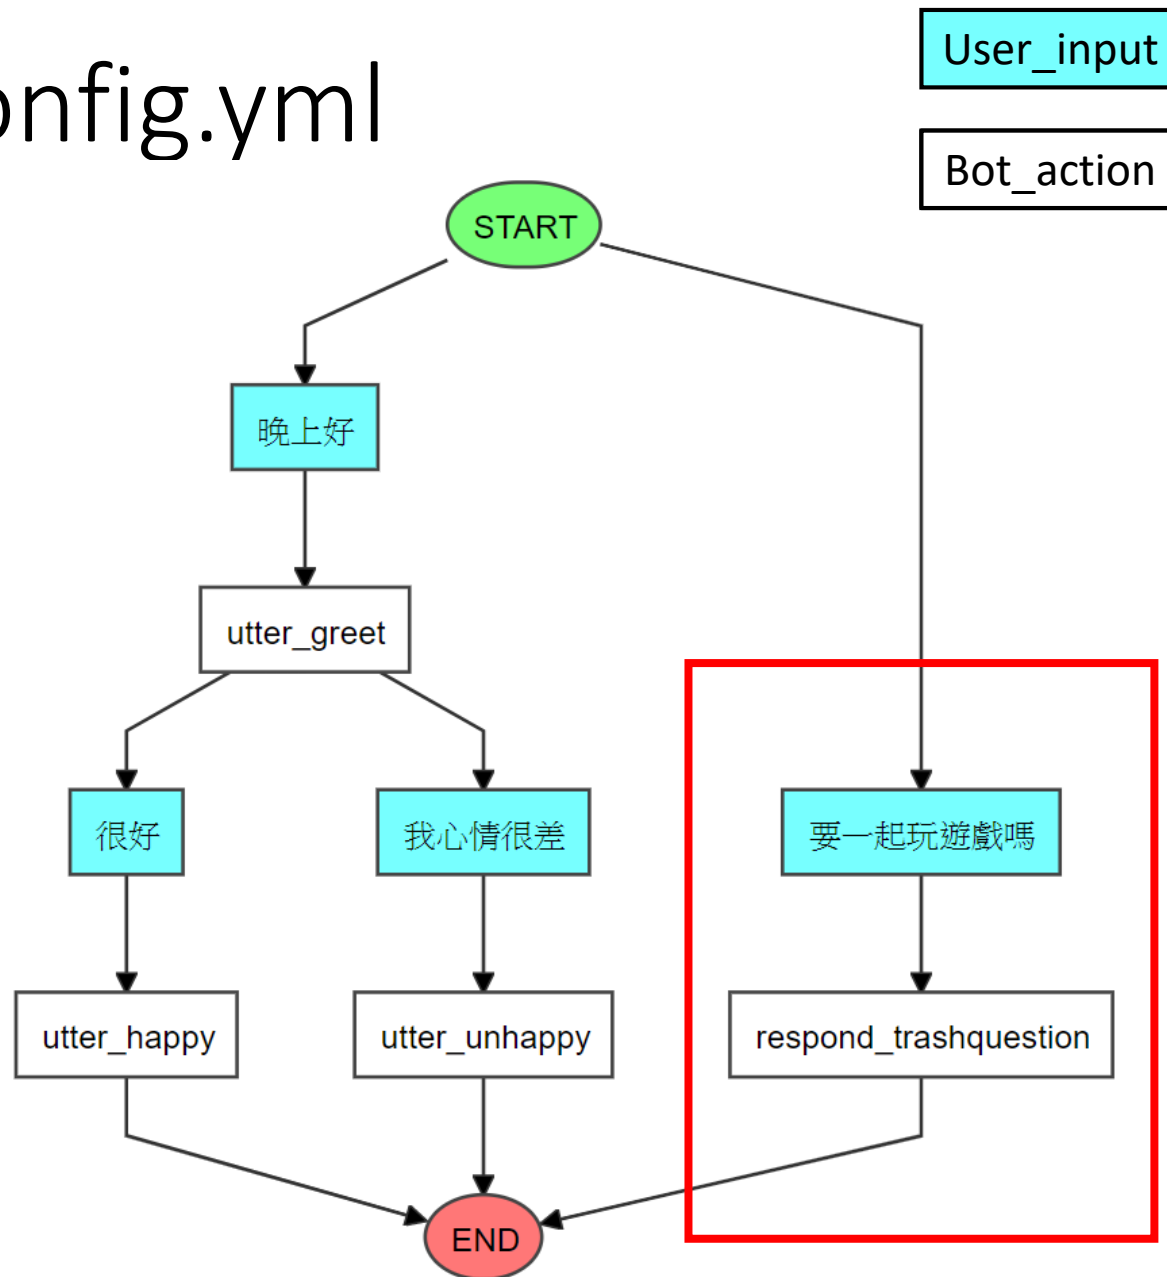 onfig.yml
User_input
Bot_action
START
晚上好
utter_greet
很好
我心情很差
要一起玩遊戲嗎
utter_happy
utter_unhappy
respond_trashquestion
END